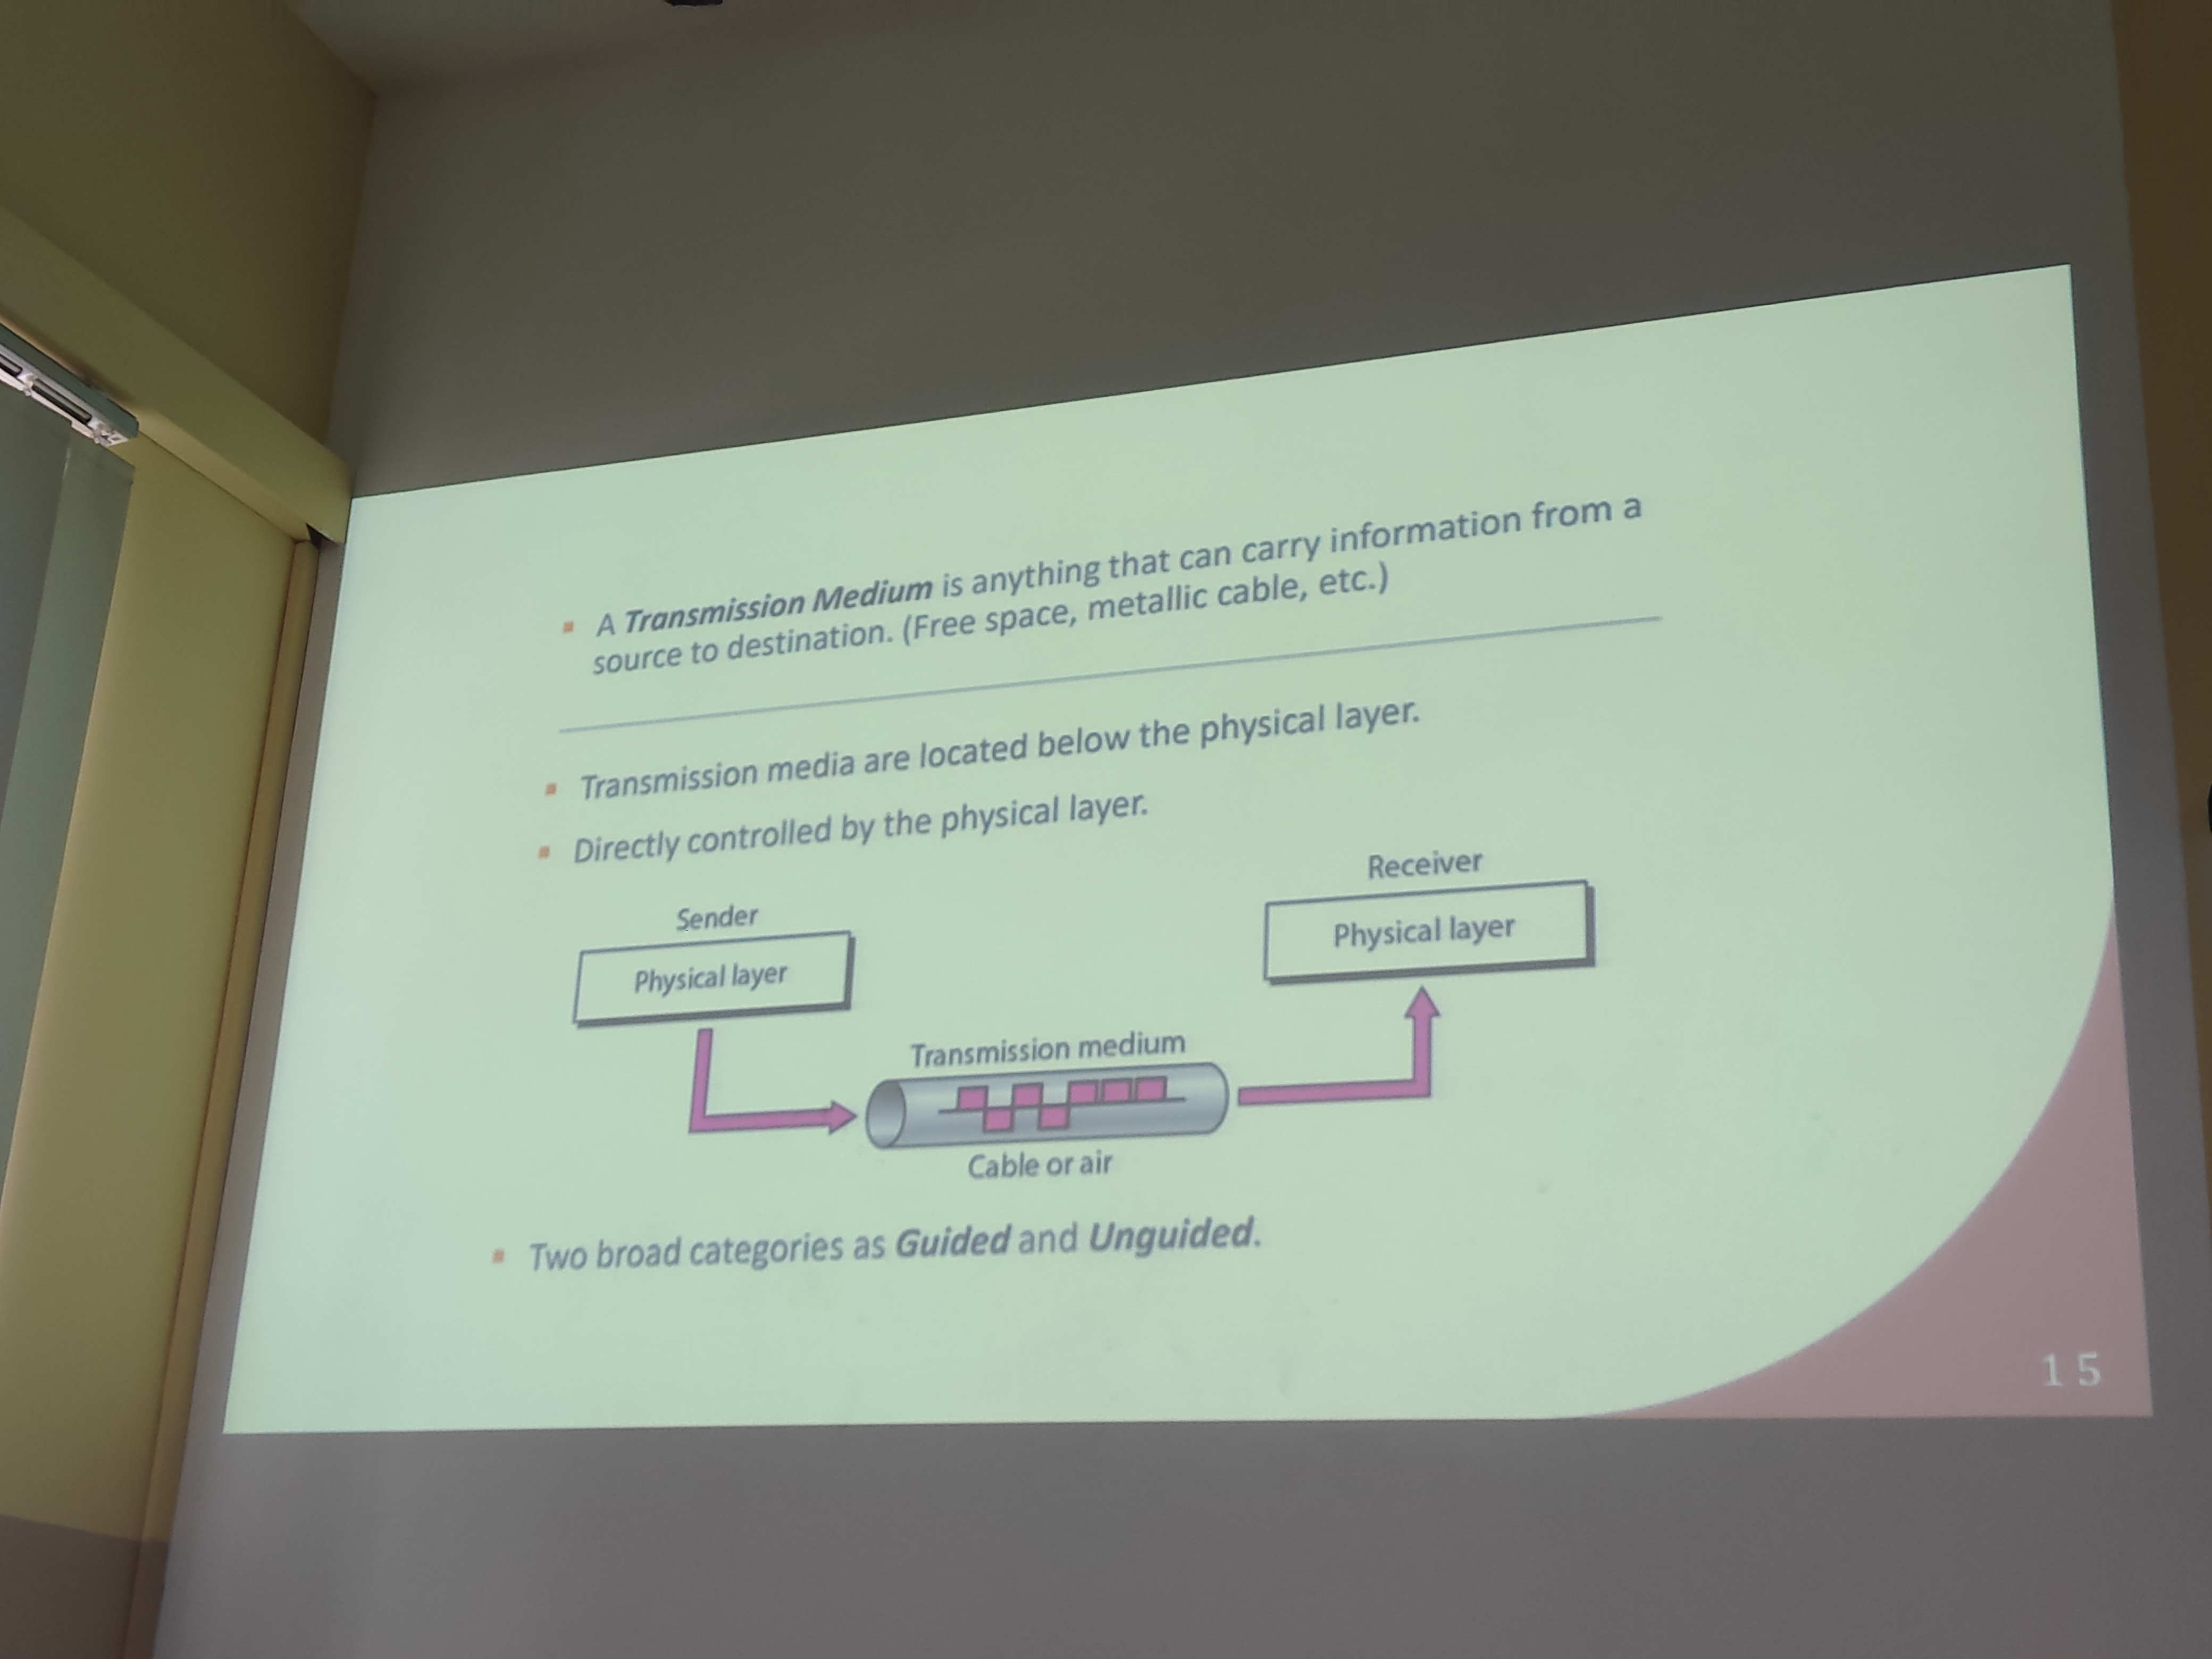 ▪ A Transmission Medium is anything that can carry information from a
source to destination. (Free space, metallic cable, etc.)
▪ Transmission media are located below the physical layer.
▪ Directly controlled by the physical layer.
Sender
Physical layer
Receiver
Physical layer
Transmission medium
Cable or air
▪ Two broad categories as Guided and Unguided.
15